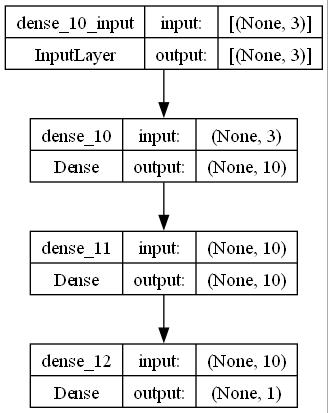 dense_10_input input: [(None, 3)]
InputLayer output: [(None, 3)]
dense_10 input: (None, 3)
Dense output: (None, 10)
dense_11 input: (None, 10)
Dense output: (None, 10)
dense_12 input: (None, 10)
Dense output: (None, 1)